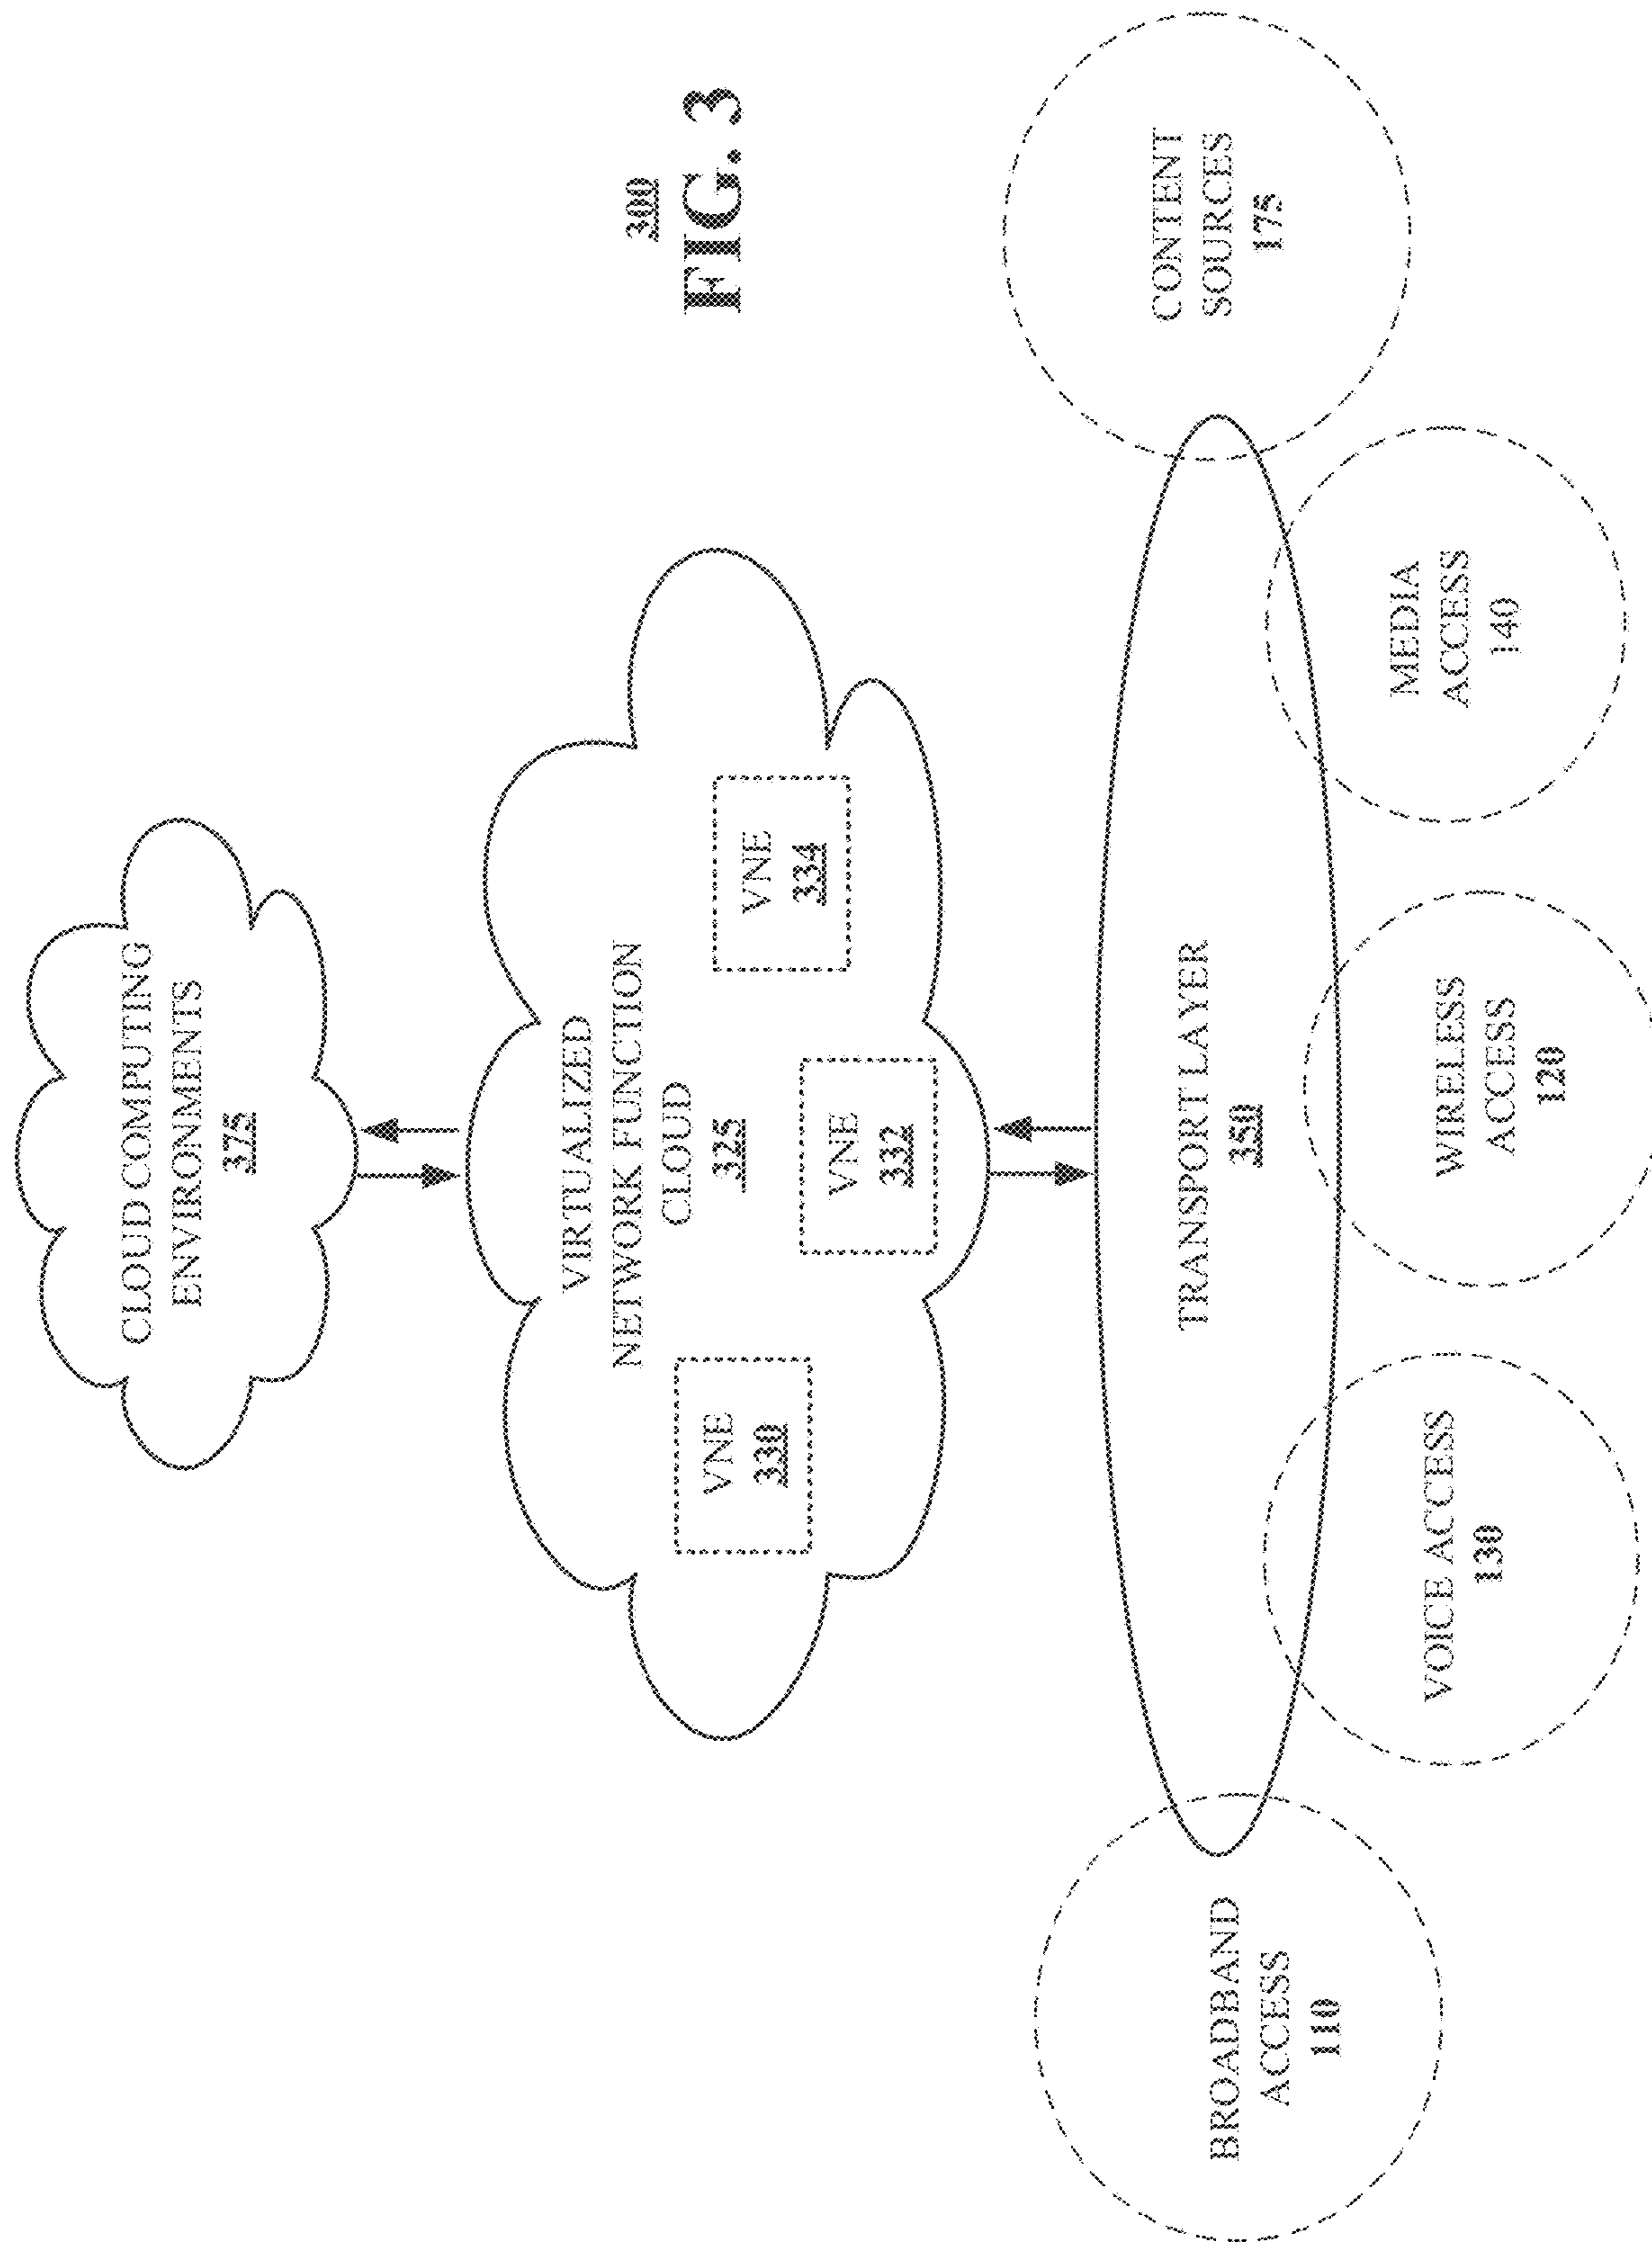 CLOUD COMPUTING
ENVIRONMENTS
375
VIRTUALIZED
NETWORK FUNCTION
CLOUD
325
VNE
330
VNE
332
VNE
334
300
FIG. 3
TRANSPORT LAYER
350
BROADBAND
ACCESS
110
VOICE ACCESS
130
WIRELESS
ACCESS
120
MEDIA
ACCESS
140
CONTENT
SOURCES
175